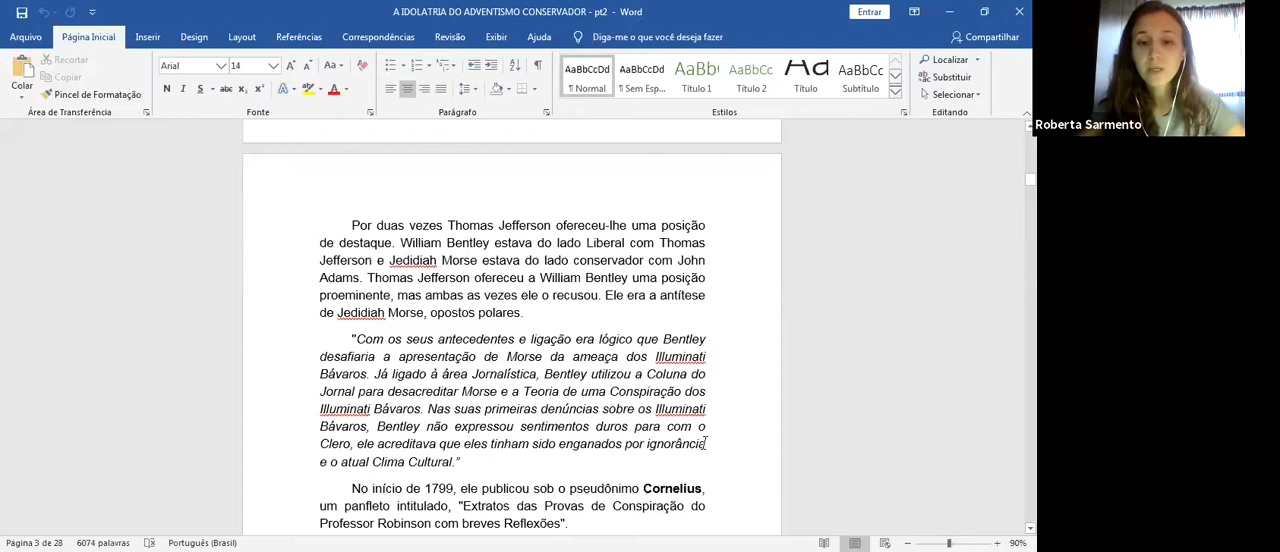 A IDOLATRIA DO ADVENTISMO CONSERVADOR - pt2 - Word
Entrar
Arquivo Página Inicial Inserir Design Layout Referências Correspondências Revisão Exibir Ajuda Diga-me o que você deseja fazer Compartilhar
Colar
Recortar
Copiar
Pincel de Formatação
Área de Transferência
Arial 14 Aa
N I S abc X₂ X² A A
Fonte
Parágrafo
AaBbCcDd AaBbCcDd AaBbC AaBbCc AaB AaBbCcC
¶ Normal ¶ Sem Esp... Título 1 Título 2 Título Subtítulo
Estilos
Localizar
Substituir
Selecionar
Editando
Roberta Sarmento
Por duas vezes Thomas Jefferson ofereceu-lhe uma posição
de destaque. William Bentley estava do lado Liberal com Thomas
Jefferson e Jedidiah Morse estava do lado conservador com John
Adams. Thomas Jefferson ofereceu a William Bentley uma posição
proeminente, mas ambas as vezes ele o recusou. Ele era a antítese
de Jedidiah Morse, opostos polares.
"Com os seus antecedentes e ligação era lógico que Bentley
desafiaria a apresentação de Morse da ameaça dos Illuminati
Bávaros. Já ligado à área Jornalística, Bentley utilizou a Coluna do
Jornal para desacreditar Morse e a Teoria de uma Conspiração dos
Illuminati Bávaros. Nas suas primeiras denúncias sobre os Illuminati
Bávaros, Bentley não expressou sentimentos duros para com o
Clero, ele acreditava que eles tinham sido enganados por ignorância
e o atual Clima Cultural.”
No início de 1799, ele publicou sob o pseudônimo Cornelius,
um panfleto intitulado, "Extratos das Provas de Conspiração do
Professor Robinson com breves Reflexões".
Página 3 de 28 6074 palavras Português (Brasil) 90%